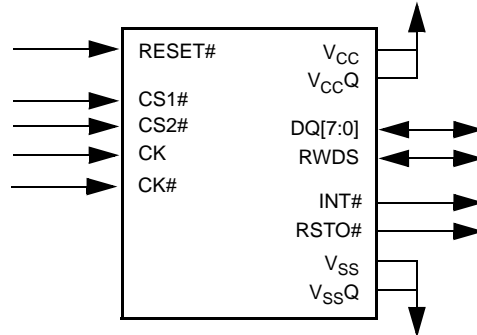 RESET#
CS1#
CS2#
CK
CK#
VCC
VCCQ
DQ[7:0]
RWDS
INT#
RSTO#
VSS
VSSQ